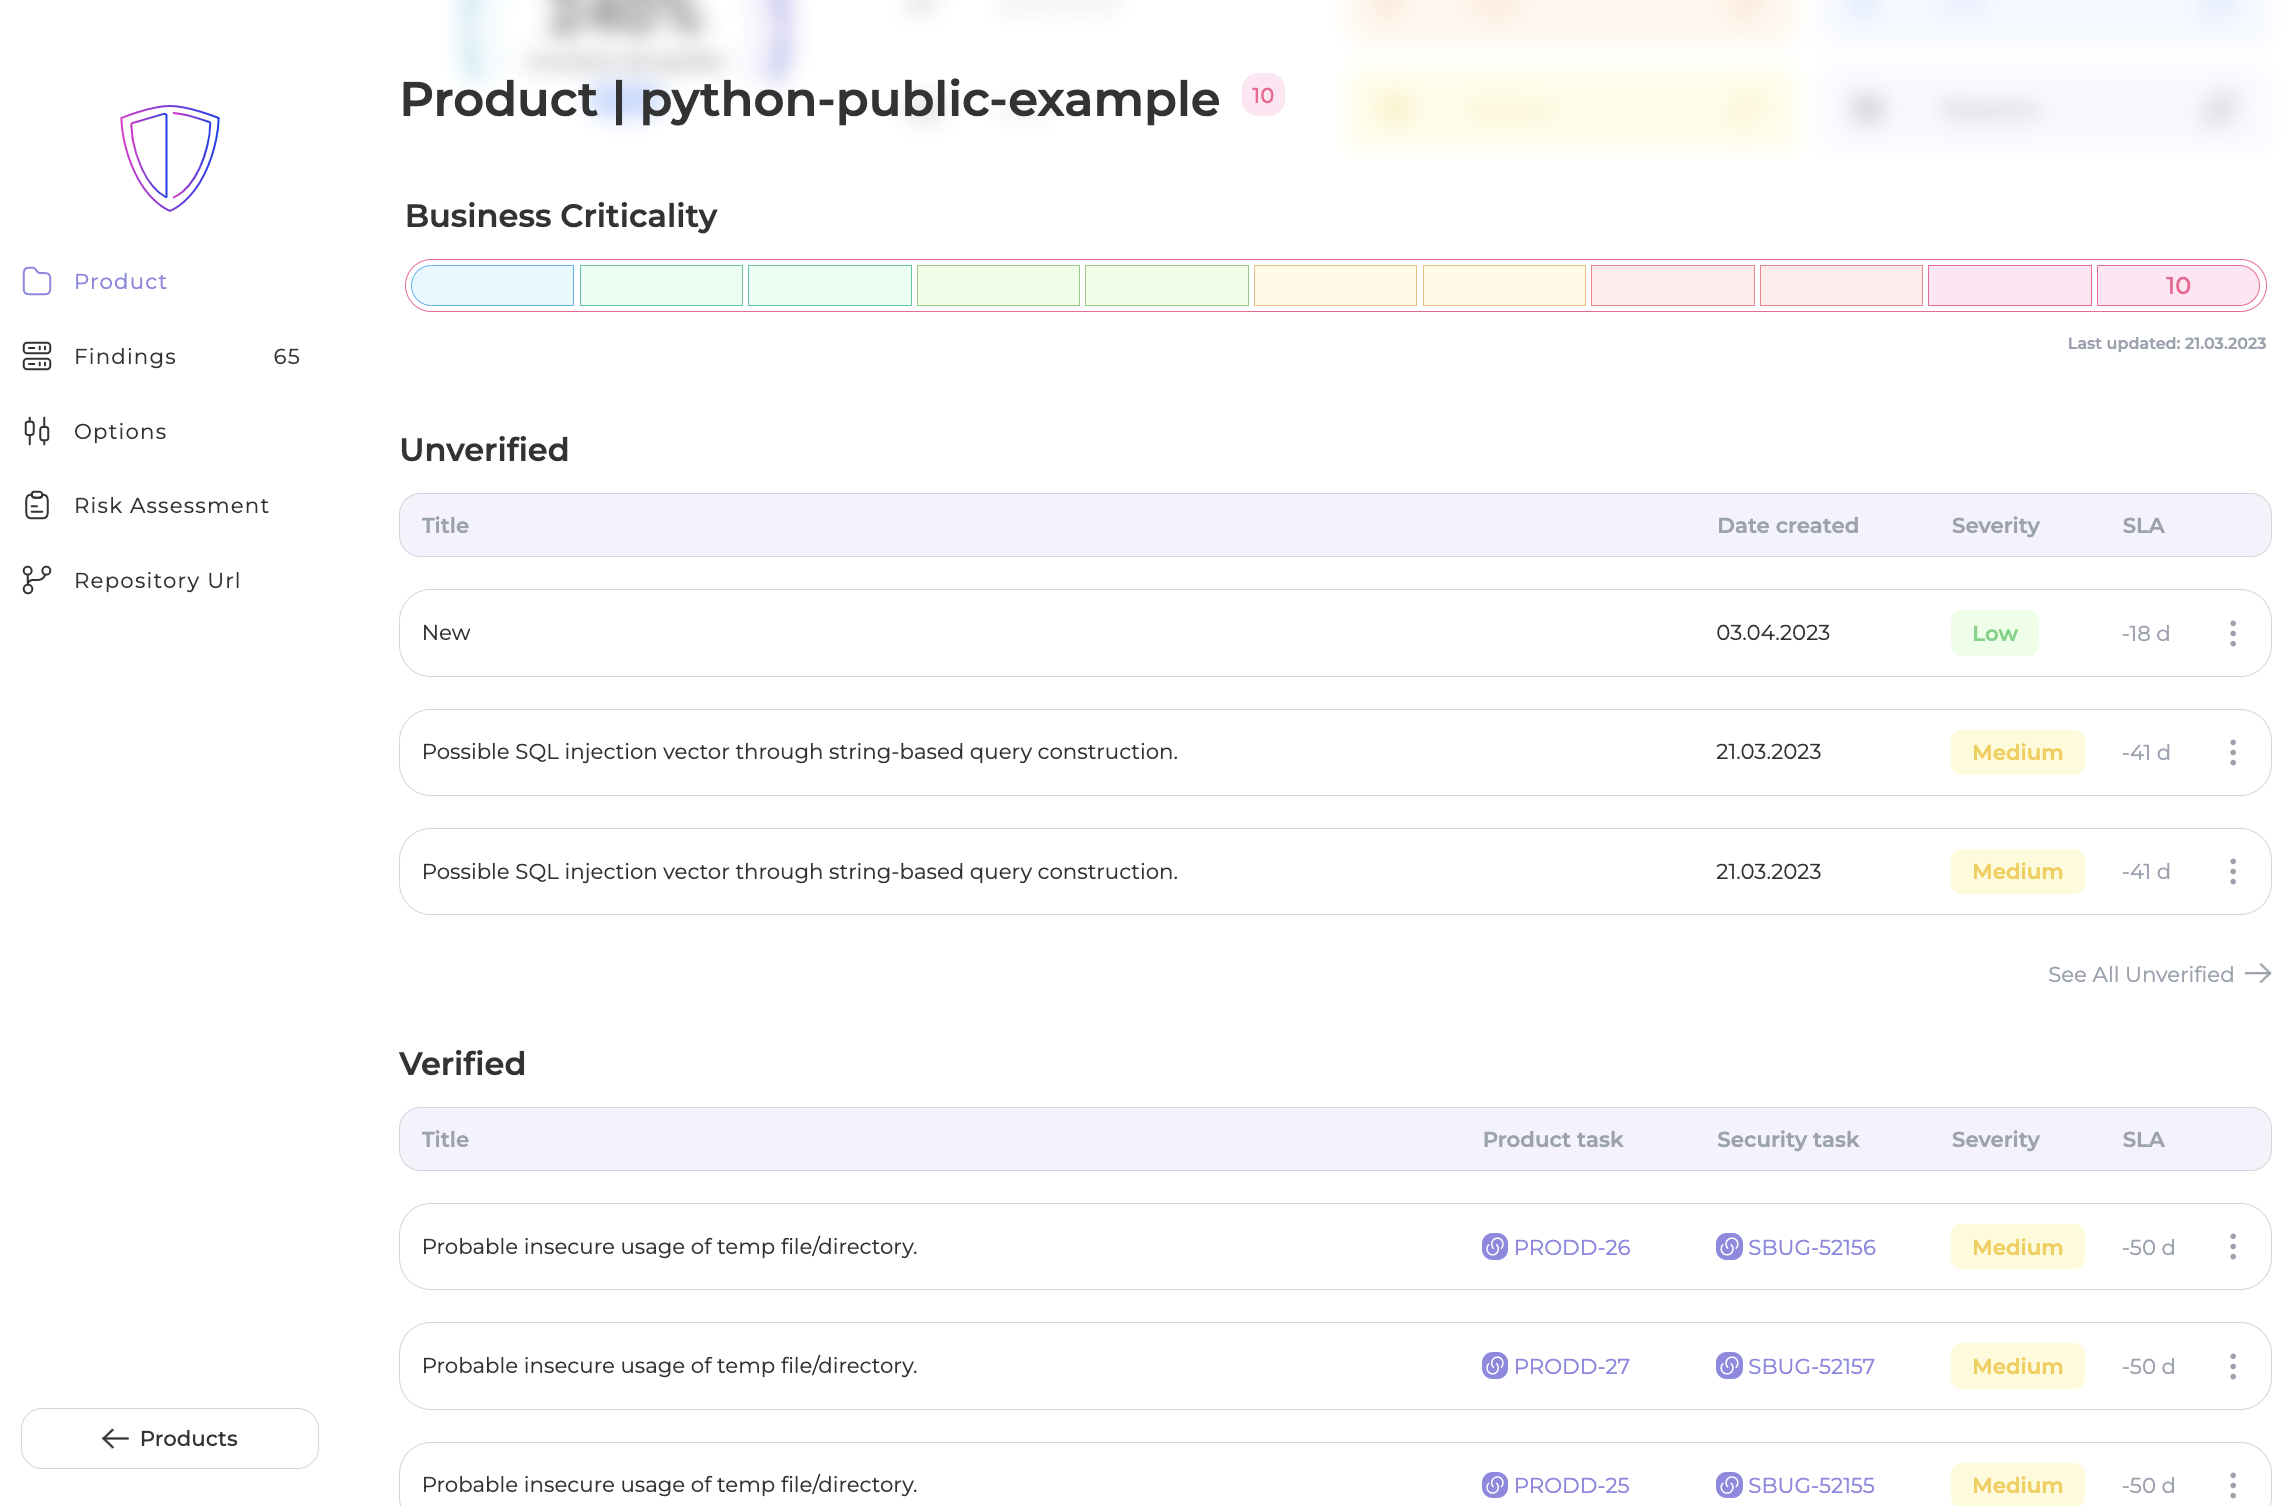 240%
Product | python-public-example 10
Business Criticality
10
Last updated: 21.03.2023
Product
Findings 65
Options
Risk Assessment
Repository Url
Products
Unverified
Title Date created Severity SLA
New 03.04.2023 Low -18 d
Possible SQL injection vector through string-based query construction. 21.03.2023 Medium -41 d
Possible SQL injection vector through string-based query construction. 21.03.2023 Medium -41 d
See All Unverified
Verified
Title Product task Security task Severity SLA
Probable insecure usage of temp file/directory. PRODD-26 SBUG-52156 Medium -50 d
Probable insecure usage of temp file/directory. PRODD-27 SBUG-52157 Medium -50 d
Probable insecure usage of temp file/directory. PRODD-25 SBUG-52155 Medium -50 d